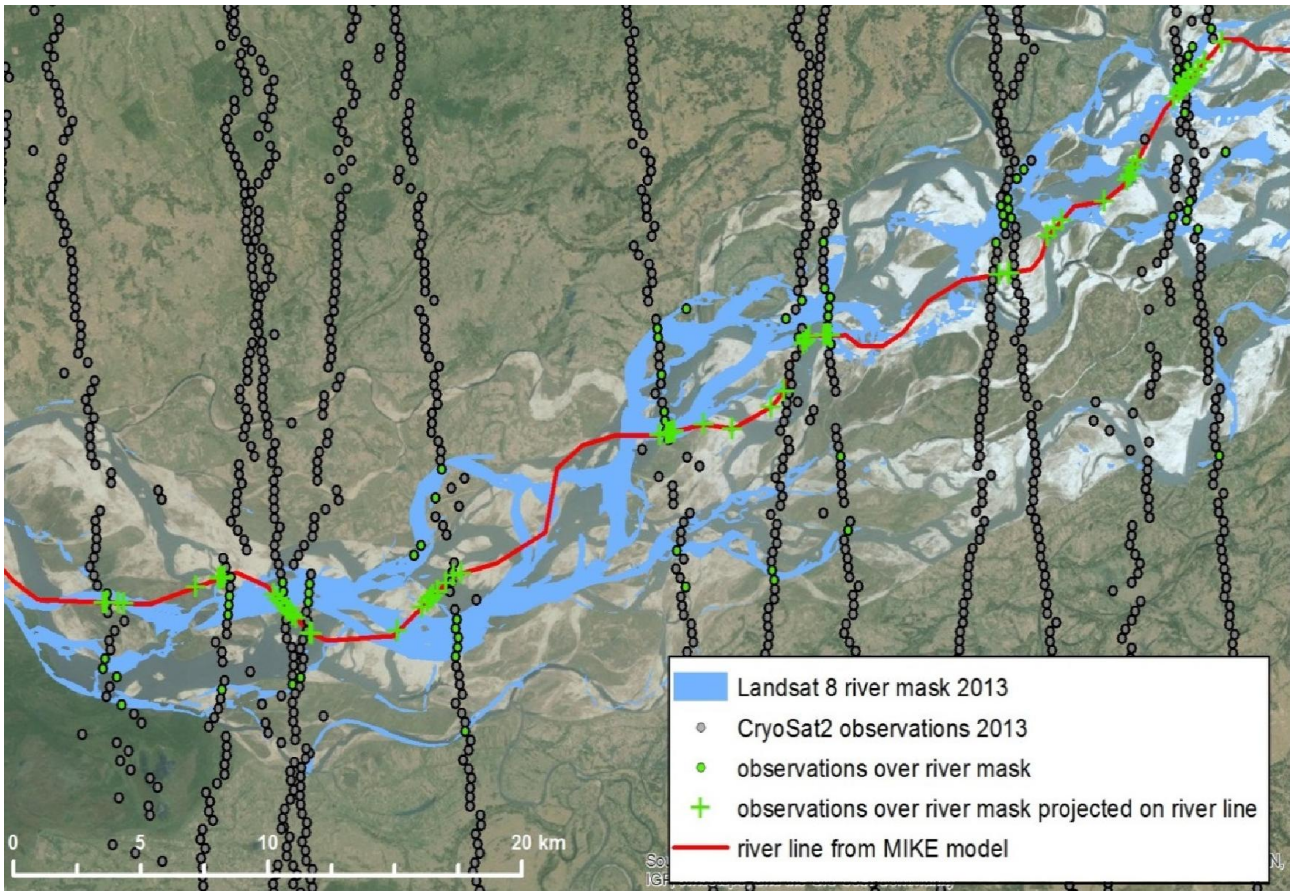 Landsat 8 river mask 2013
CryoSat2 observations 2013
observations over river mask
observations over river mask projected on river line
river line from MIKE model
0 5 10 20 km